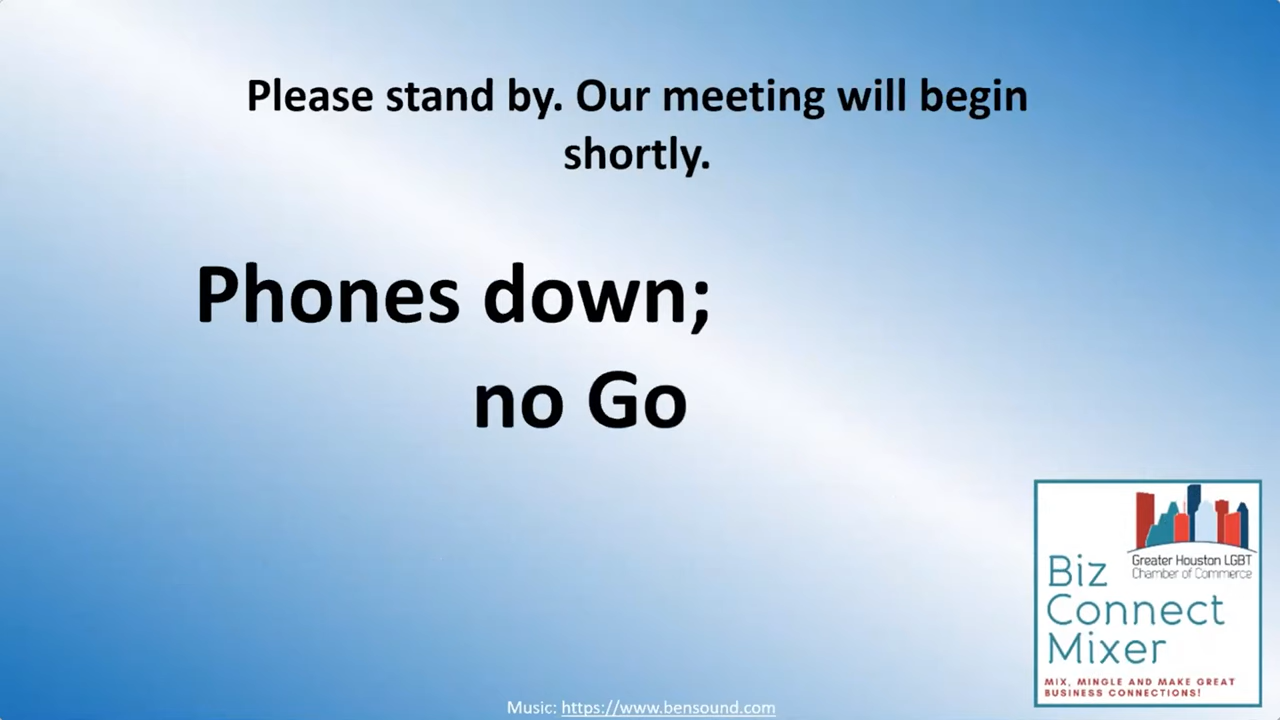 Please stand by. Our meeting will begin
shortly.
Phones down;
no Go
Greater Houston LGBT
Chamber of Commerce
Biz
Connect
Mixer
MIX, MINGLE AND MAKE GREAT
BUSINESS CONNECTIONS!
Music: https://www.bensound.com